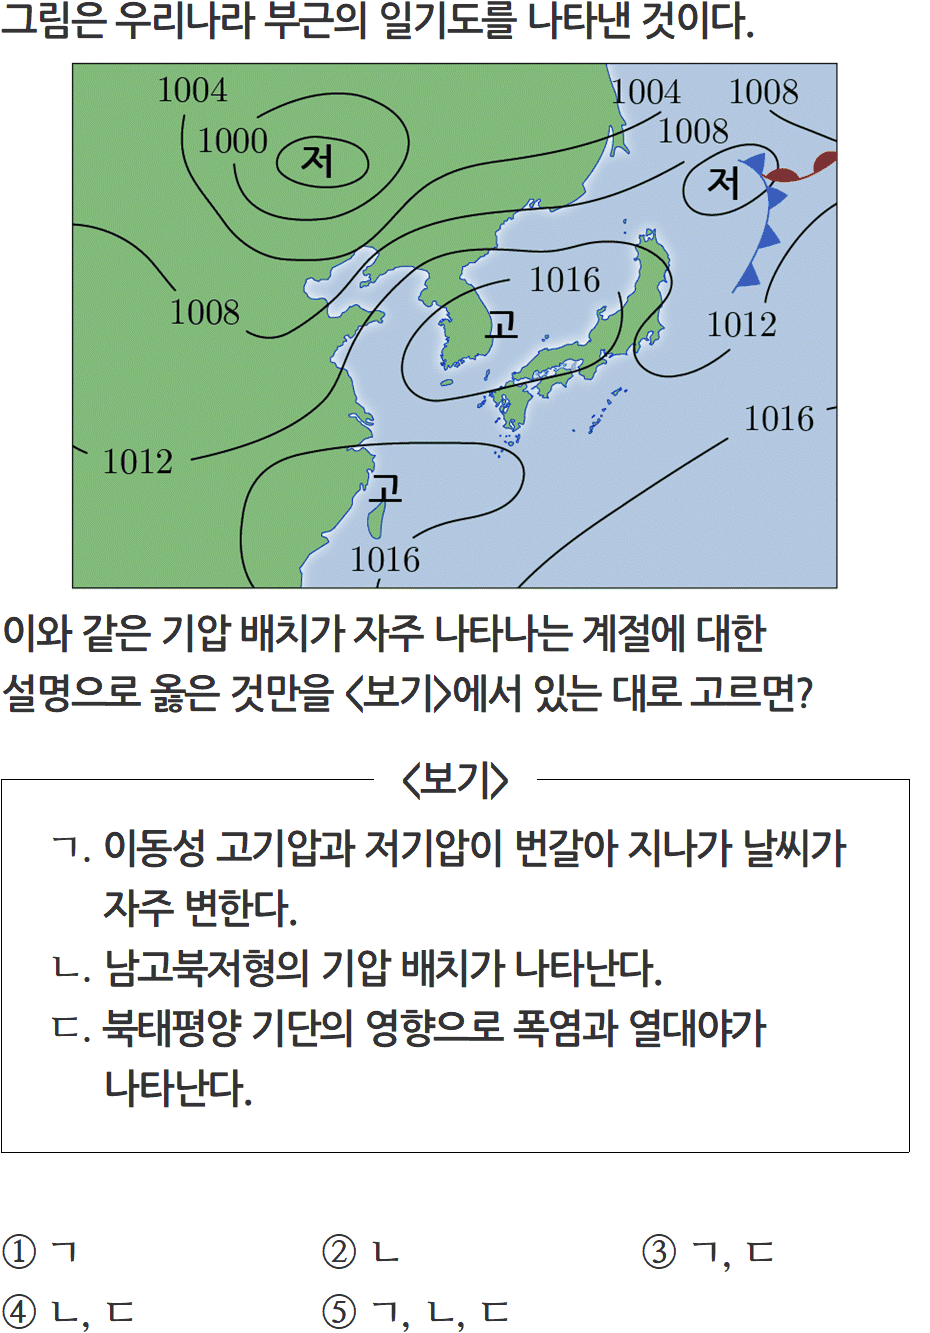 그림은 우리나라 부근의 일기도를 나타낸 것이다.
1004
1004
1008
1000
저
1008
저
1016
1008
고
1012
1016
1012
고
1016
이와 같은 기압 배치가 자주 나타나는 계절에 대한
설명으로 옳은 것만을 <보기>에서 있는 대로 고르면?
<보기>
ㄱ. 이동성 고기압과 저기압이 번갈아 지나가 날씨가
자주 변한다.
ㄴ. 남고북저형의 기압 배치가 나타난다.
ㄷ. 북태평양 기단의 영향으로 폭염과 열대야가
나타난다.
① ㄱ ② ㄴ ③ ㄱ, ㄷ
④ ㄴ, ㄷ ⑤ ㄱ, ㄴ, ㄷ